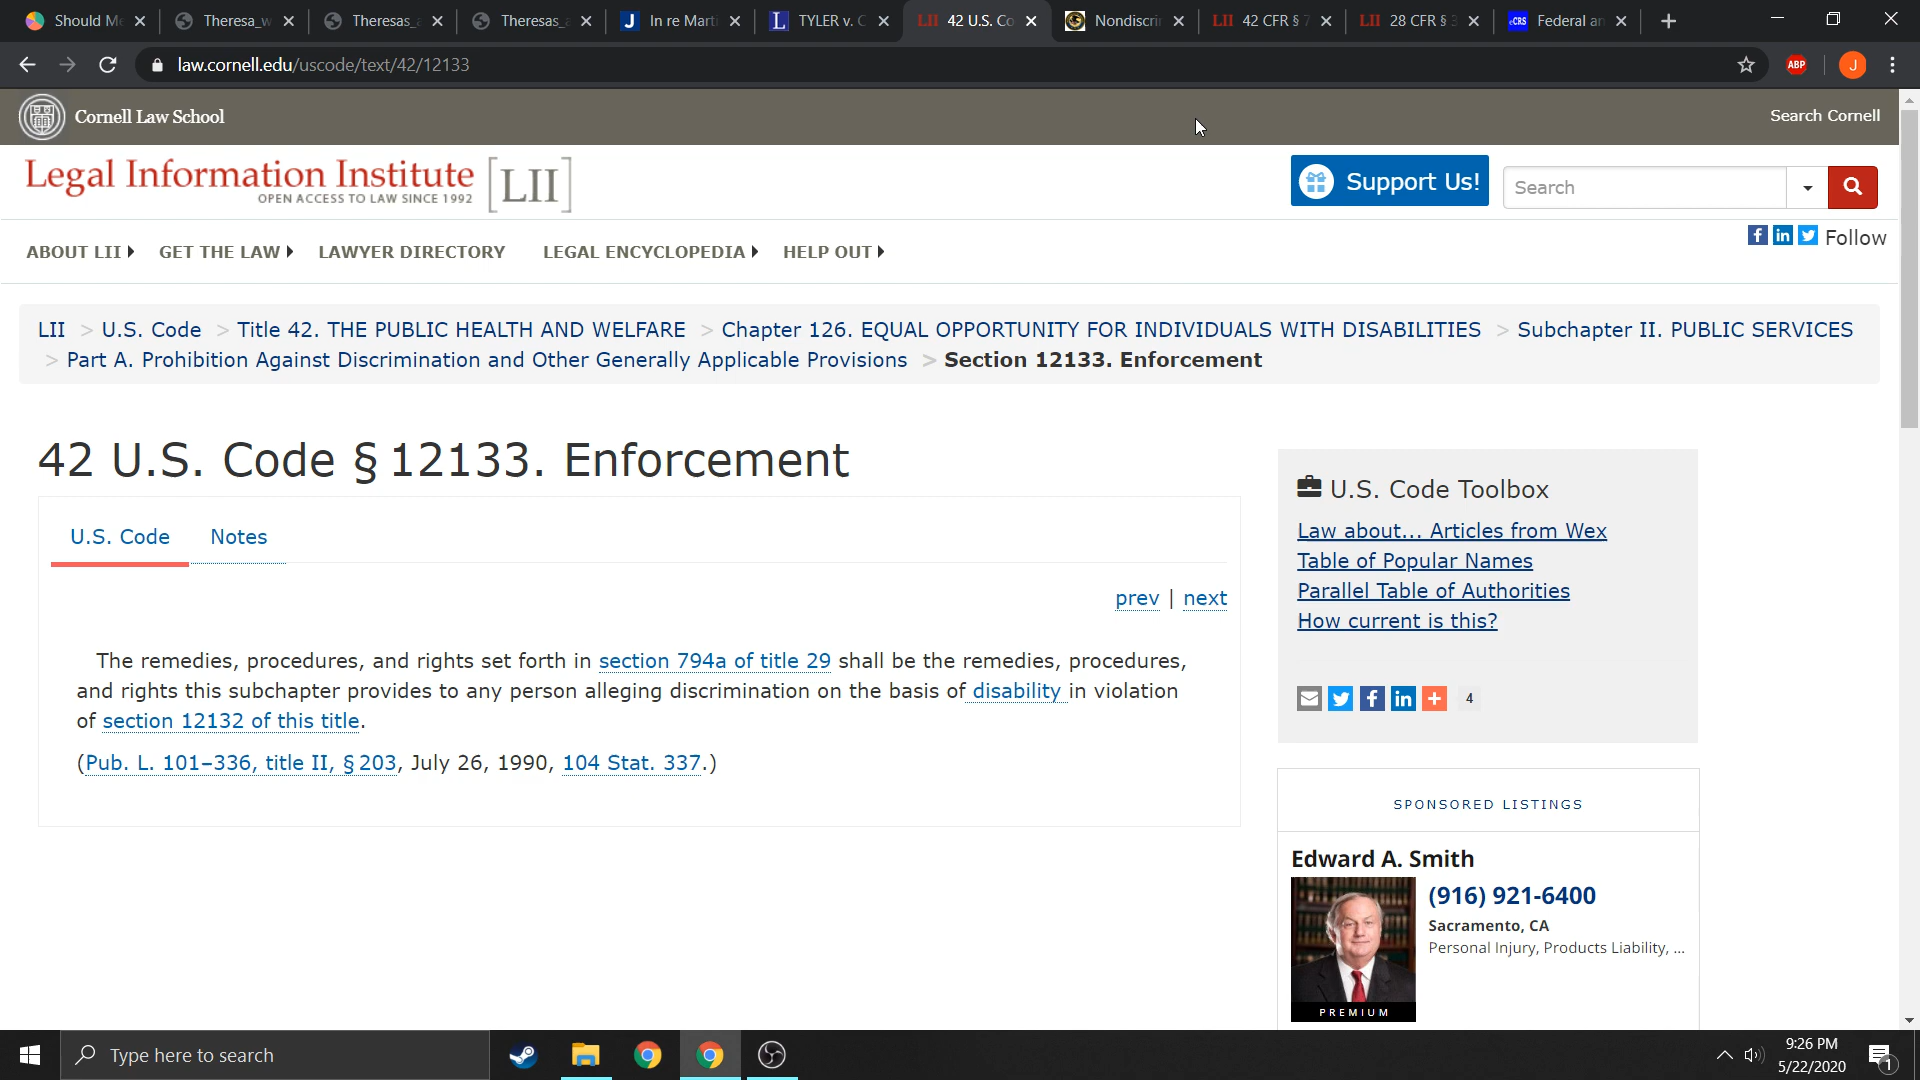 Should M
Theresa_w
Theresas_
Theresas_a
In re Marti
TYLER v. C
LII 42 U.S. Co
Nondiscri
LII 42 CFR § 7
LII 28 CFR § 3
CRS Federal an
law.cornell.edu/uscode/text/42/12133
ABP
J
Cornell Law School
Search Cornell
Legal Information Institute [LII]
OPEN ACCESS TO LAW SINCE 1992
Support Us!
Search
ABOUT LII GET THE LAW LAWYER DIRECTORY LEGAL ENCYCLOPEDIA HELP OUT
Follow
LII > U.S. Code > Title 42. THE PUBLIC HEALTH AND WELFARE > Chapter 126. EQUAL OPPORTUNITY FOR INDIVIDUALS WITH DISABILITIES > Subchapter II. PUBLIC SERVICES
> Part A. Prohibition Against Discrimination and Other Generally Applicable Provisions > Section 12133. Enforcement
42 U.S. Code § 12133. Enforcement
U.S. Code Notes
prev | next
The remedies, procedures, and rights set forth in section 794a of title 29 shall be the remedies, procedures,
and rights this subchapter provides to any person alleging discrimination on the basis of disability in violation
of section 12132 of this title.
(Pub. L. 101–336, title II, § 203, July 26, 1990, 104 Stat. 337.)
U.S. Code Toolbox
Law about... Articles from Wex
Table of Popular Names
Parallel Table of Authorities
How current is this?
4
SPONSORED LISTINGS
Edward A. Smith
(916) 921-6400
Sacramento, CA
Personal Injury, Products Liability, ...
PREMIUM
Type here to search
9:26 PM
5/22/2020
1